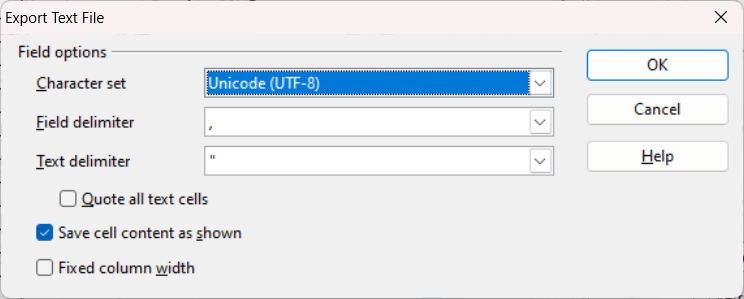 Export Text File
Field options
Character set
Unicode (UTF-8)
OK
Field delimiter
,
Cancel
Text delimiter
"
Help
Quote all text cells
Save cell content as shown
Fixed column width